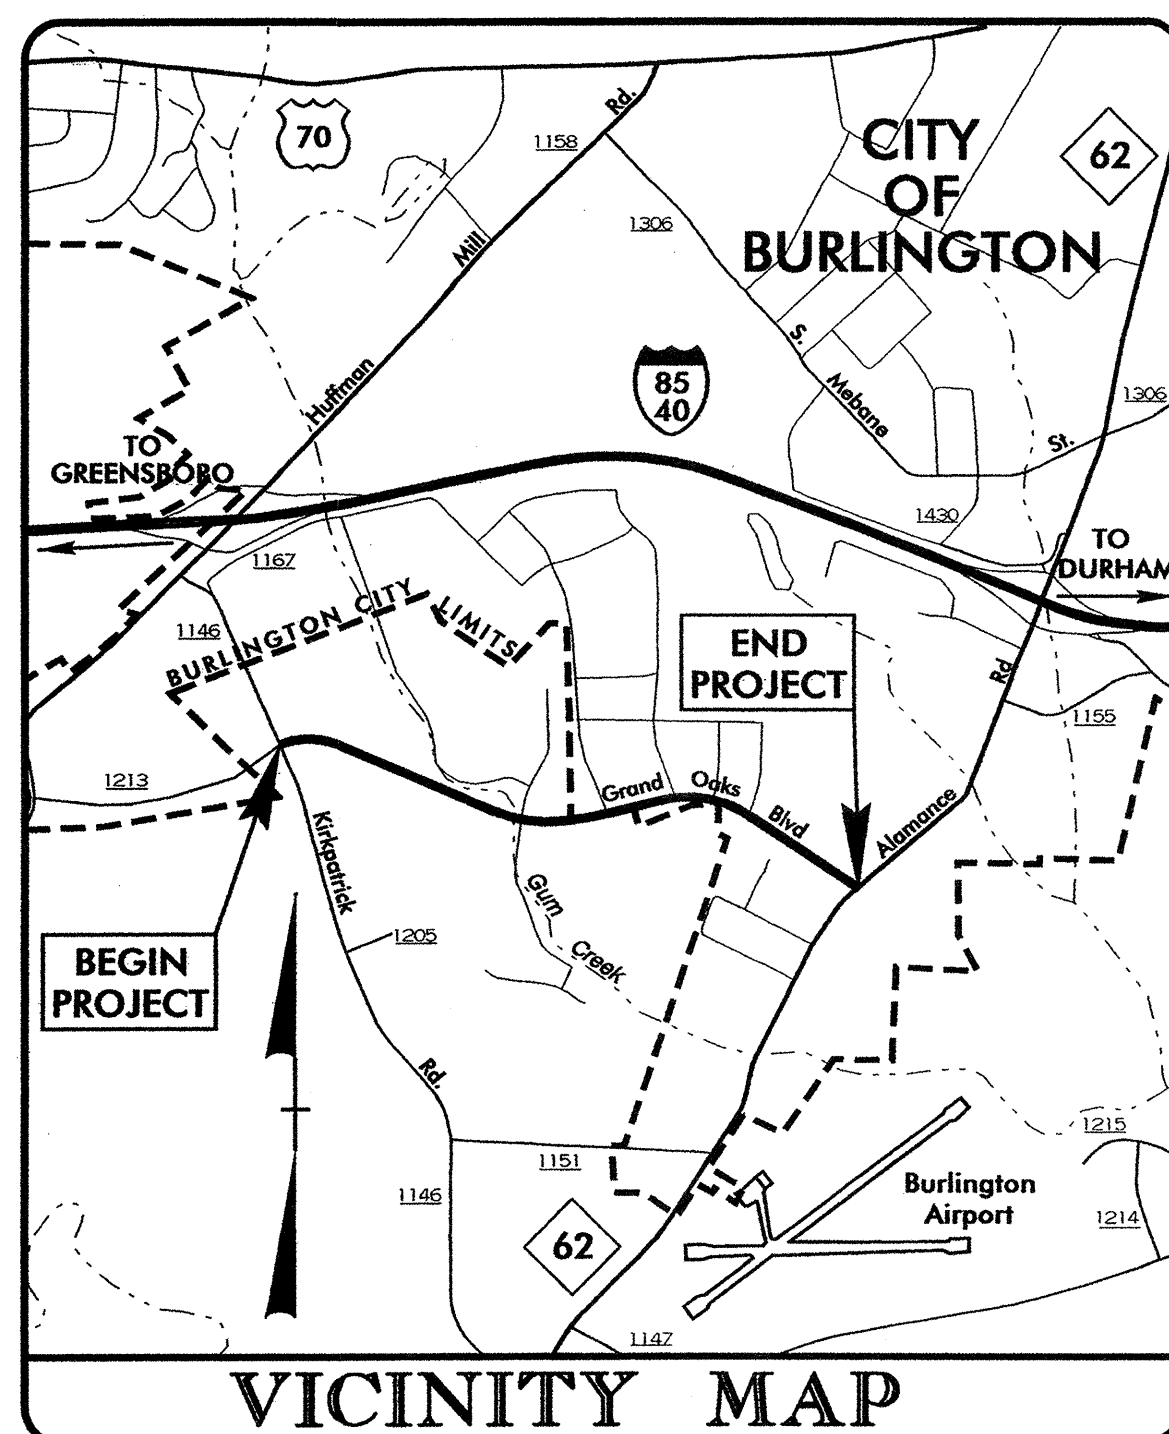 70
1158
Rd.
CITY
OF
BURLINGTON
62
1306
Mill
S.
Mebane
St.
1306
85
40
Huffman
TO
GREENSBORO
1430
TO
DURHAM
1167
BURLINGTON CITY LIMITS
1146
END
PROJECT
Rd
1155
1213
Grand Oaks Blvd
Alamance
Kirkpatrick
Gum
Creek
1205
BEGIN
PROJECT
Rd.
1215
1151
1146
Burlington
Airport
1214
62
1147
VICINITY MAP